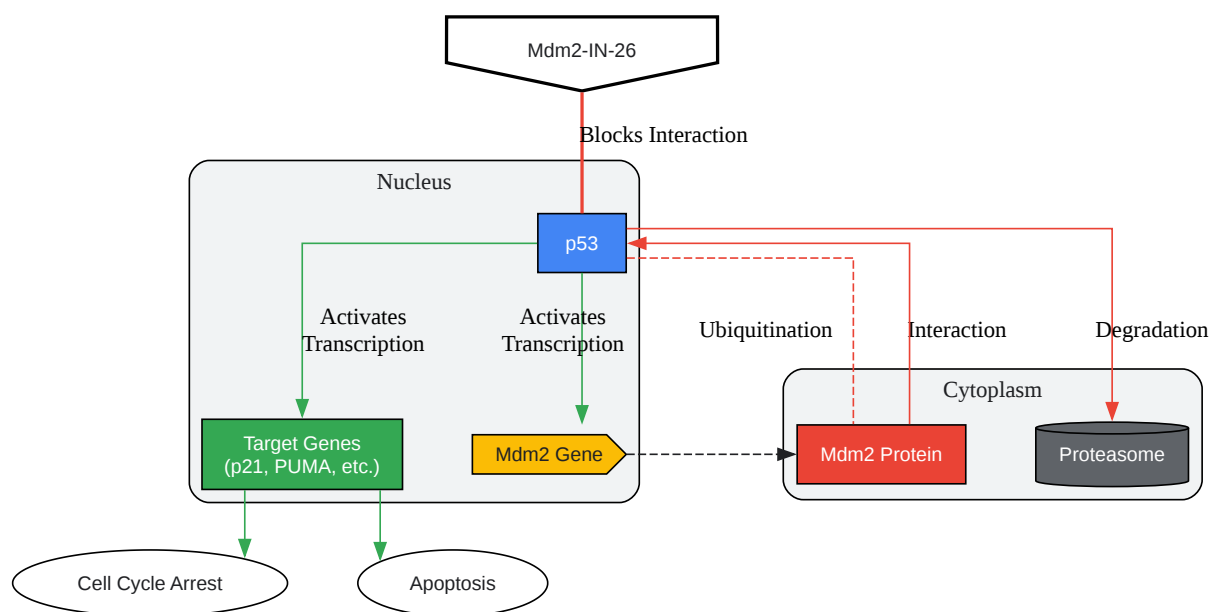 Mdm2-IN-26
Blocks Interaction
Nucleus
p53
Activates
Transcription
Activates
Transcription
Ubiquitination
Interaction
Degradation
Cytoplasm
Target Genes
(p21, PUMA, etc.)
Mdm2 Gene
Mdm2 Protein
Proteasome
Cell Cycle Arrest
Apoptosis